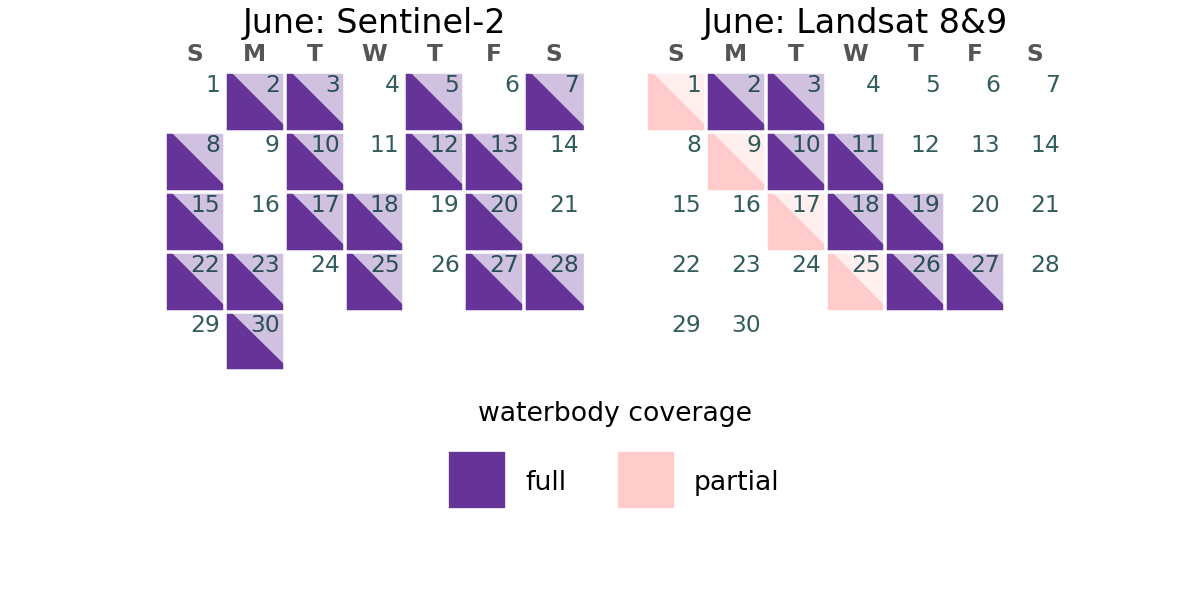 June: Sentinel-2
S M T W T F S
1 2 3 4 5 6 7
8 9 10 11 12 13 14
15 16 17 18 19 20 21
22 23 24 25 26 27 28
29 30
June: Landsat 8&9
S M T W T F S
1 2 3 4 5 6 7
8 9 10 11 12 13 14
15 16 17 18 19 20 21
22 23 24 25 26 27 28
29 30
waterbody coverage
full partial